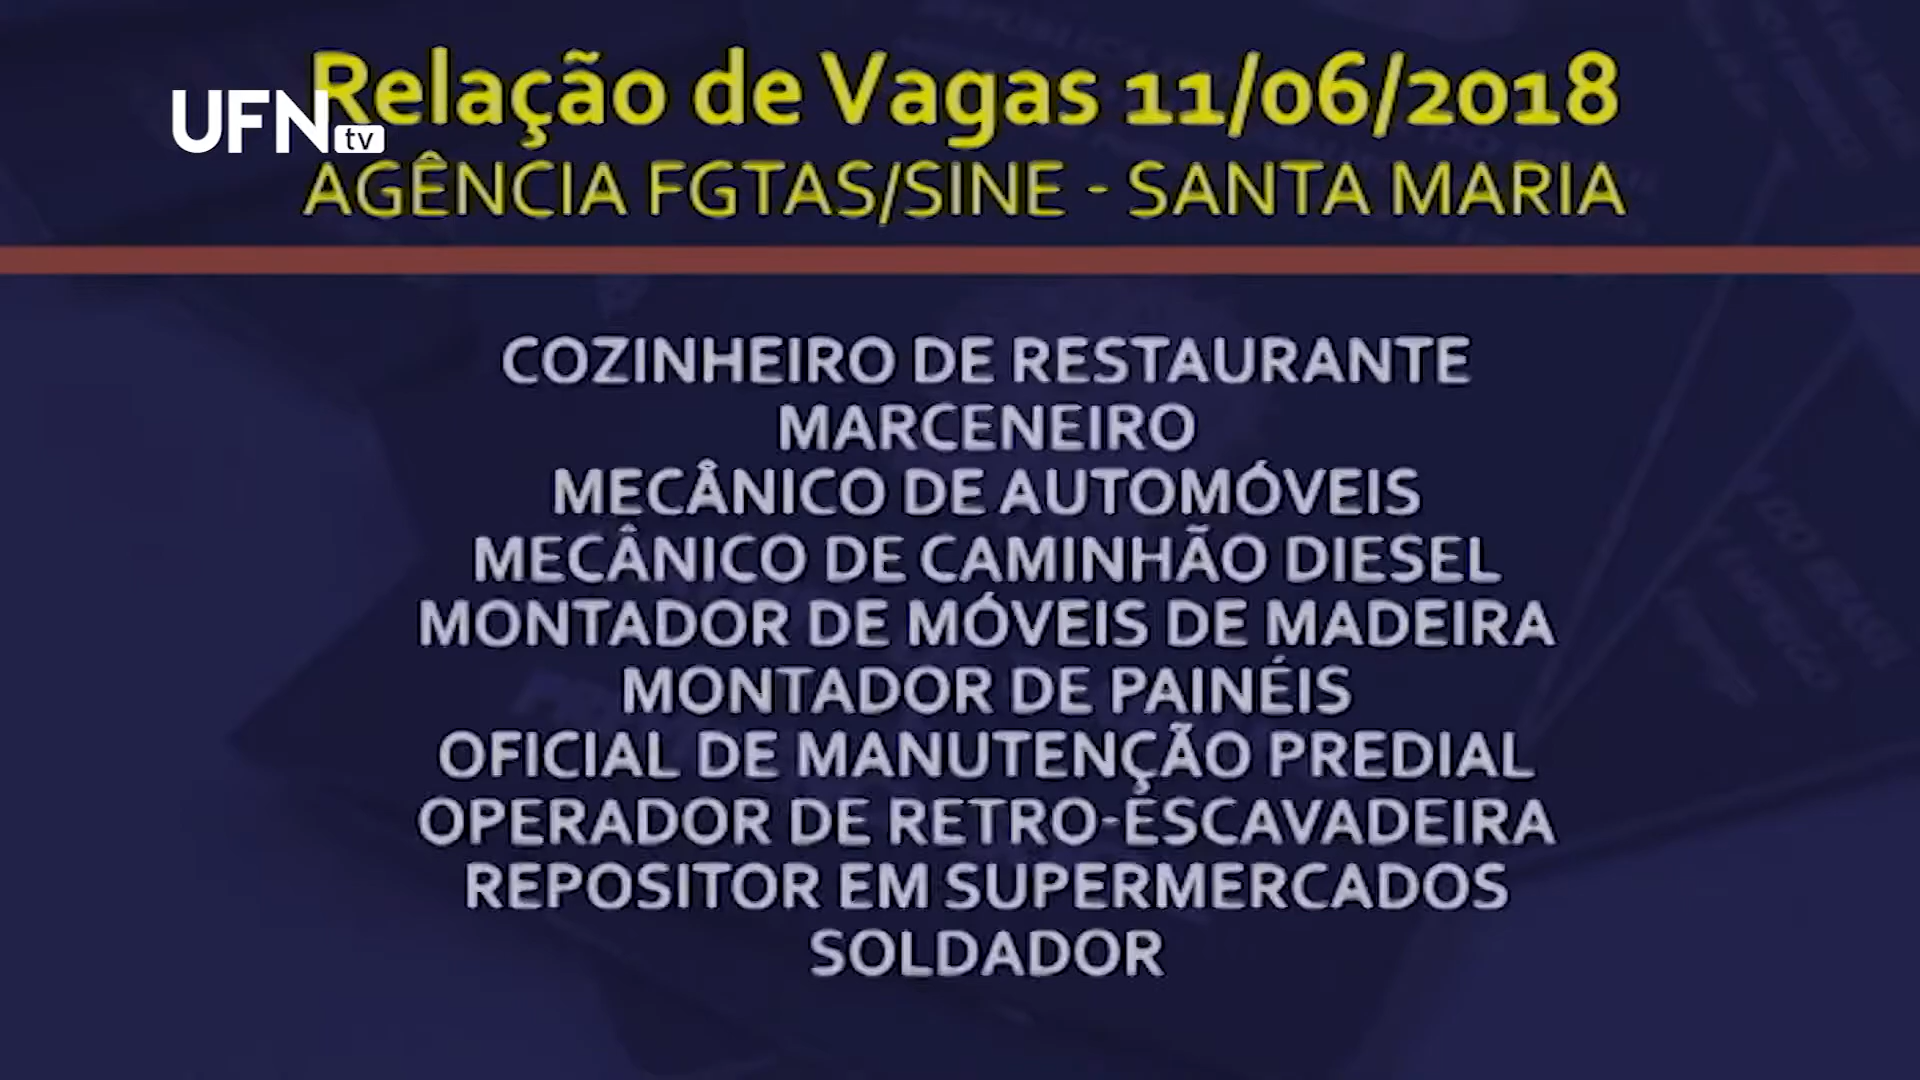 UFN tv
Relação de Vagas 11/06/2018
AGÊNCIA FGTAS/SINE - SANTA MARIA
COZINHEIRO DE RESTAURANTE
MARCENEIRO
MECÂNICO DE AUTOMÓVEIS
MECÂNICO DE CAMINHÃO DIESEL
MONTADOR DE MÓVEIS DE MADEIRA
MONTADOR DE PAINÉIS
OFICIAL DE MANUTENÇÃO PREDIAL
OPERADOR DE RETRO-ESCAVADEIRA
REPOSITOR EM SUPERMERCADOS
SOLDADOR